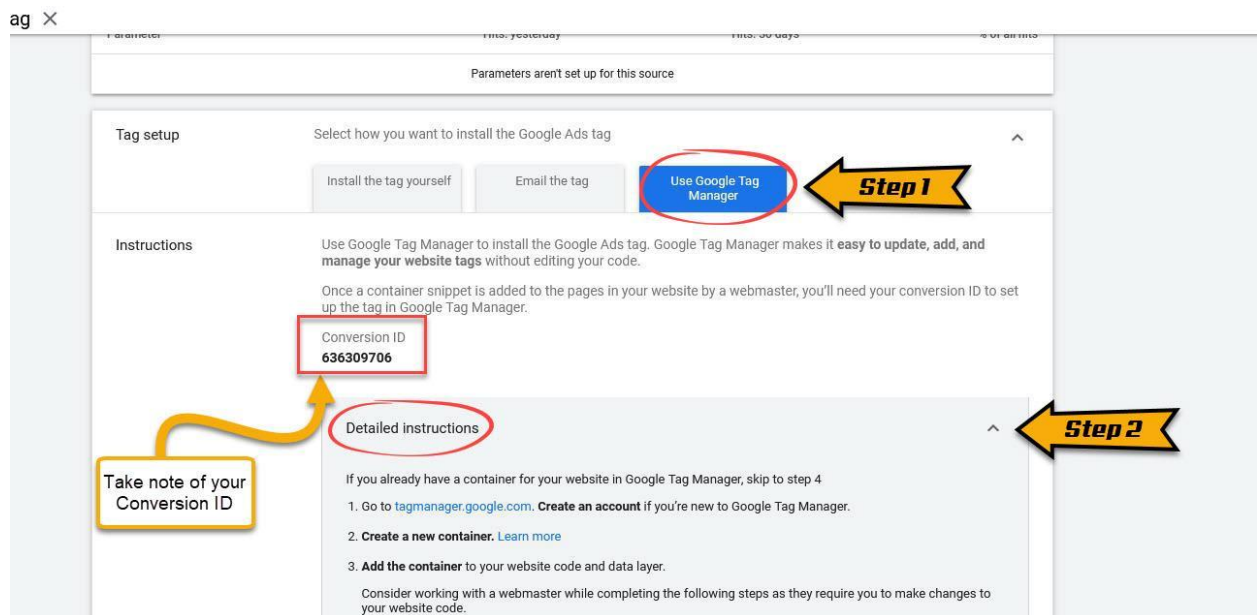 ag ×
Parameter Hits: yesterday Hits: 30 days % of all hits
Parameters aren't set up for this source
Tag setup
Select how you want to install the Google Ads tag
Install the tag yourself
Email the tag
Use Google Tag
Manager
Step 1
Instructions
Use Google Tag Manager to install the Google Ads tag. Google Tag Manager makes it easy to update, add, and
manage your website tags without editing your code.
Once a container snippet is added to the pages in your website by a webmaster, you'll need your conversion ID to set
up the tag in Google Tag Manager.
Conversion ID
636309706
Take note of your
Conversion ID
Detailed instructions
Step 2
If you already have a container for your website in Google Tag Manager, skip to step 4
1. Go to tagmanager.google.com. Create an account if you're new to Google Tag Manager.
2. Create a new container. Learn more
3. Add the container to your website code and data layer.
Consider working with a webmaster while completing the following steps as they require you to make changes to
your website code.